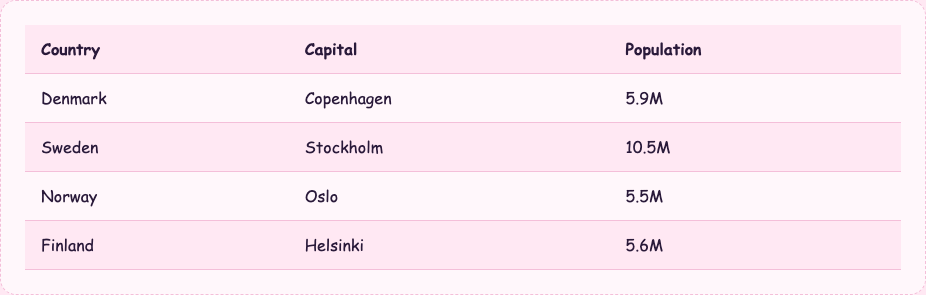 Country Capital Population
Denmark Copenhagen 5.9M
Sweden Stockholm 10.5M
Norway Oslo 5.5M
Finland Helsinki 5.6M